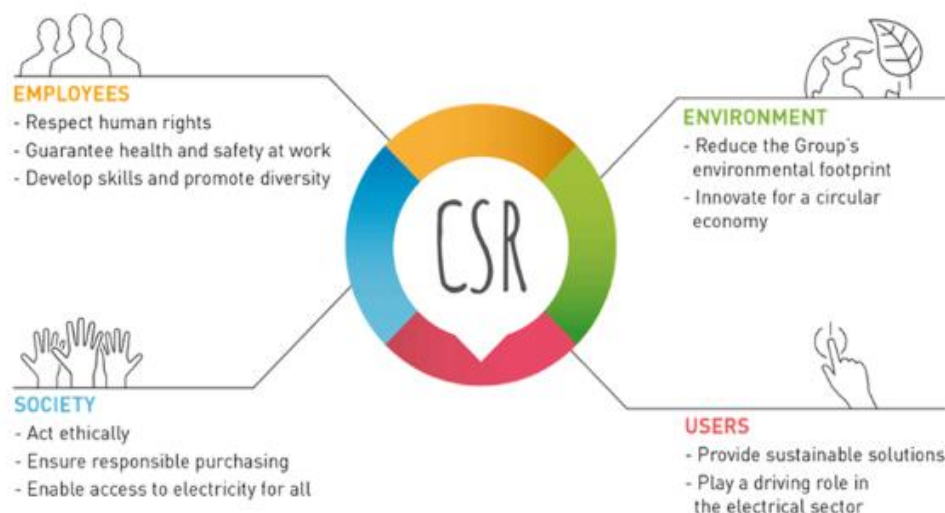 EMPLOYEES
- Respect human rights
- Guarantee health and safety at work
- Develop skills and promote diversity
ENVIRONMENT
- Reduce the Group's
environmental footprint
- Innovate for a circular
economy
CSR
SOCIETY
- Act ethically
- Ensure responsible purchasing
- Enable access to electricity for all
USERS
- Provide sustainable solutions
- Play a driving role in
the electrical sector